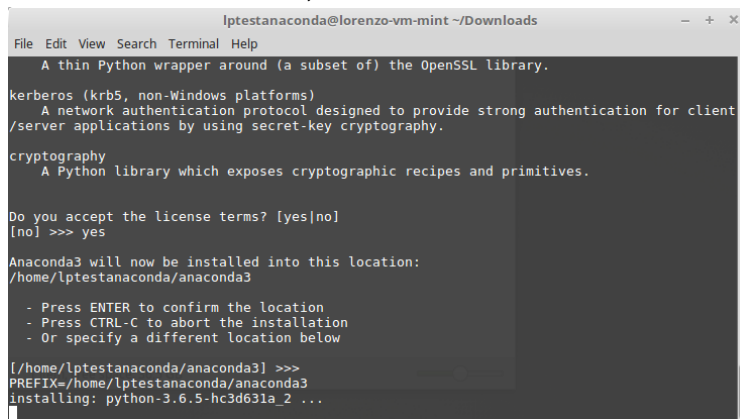 lptestanaconda@lorenzo-vm-mint ~/Downloads
File Edit View Search Terminal Help
A thin Python wrapper around (a subset of) the OpenSSL library.
kerberos (krb5, non-Windows platforms)
A network authentication protocol designed to provide strong authentication for client
/server applications by using secret-key cryptography.
cryptography
A Python library which exposes cryptographic recipes and primitives.
Do you accept the license terms? [yes|no]
[no] >>> yes
Anaconda3 will now be installed into this location:
/home/lptestanaconda/anaconda3
- Press ENTER to confirm the location
- Press CTRL-C to abort the installation
- Or specify a different location below
[/home/lptestanaconda/anaconda3] >>>
PREFIX=/home/lptestanaconda/anaconda3
installing: python-3.6.5-hc3d631a_2 ...